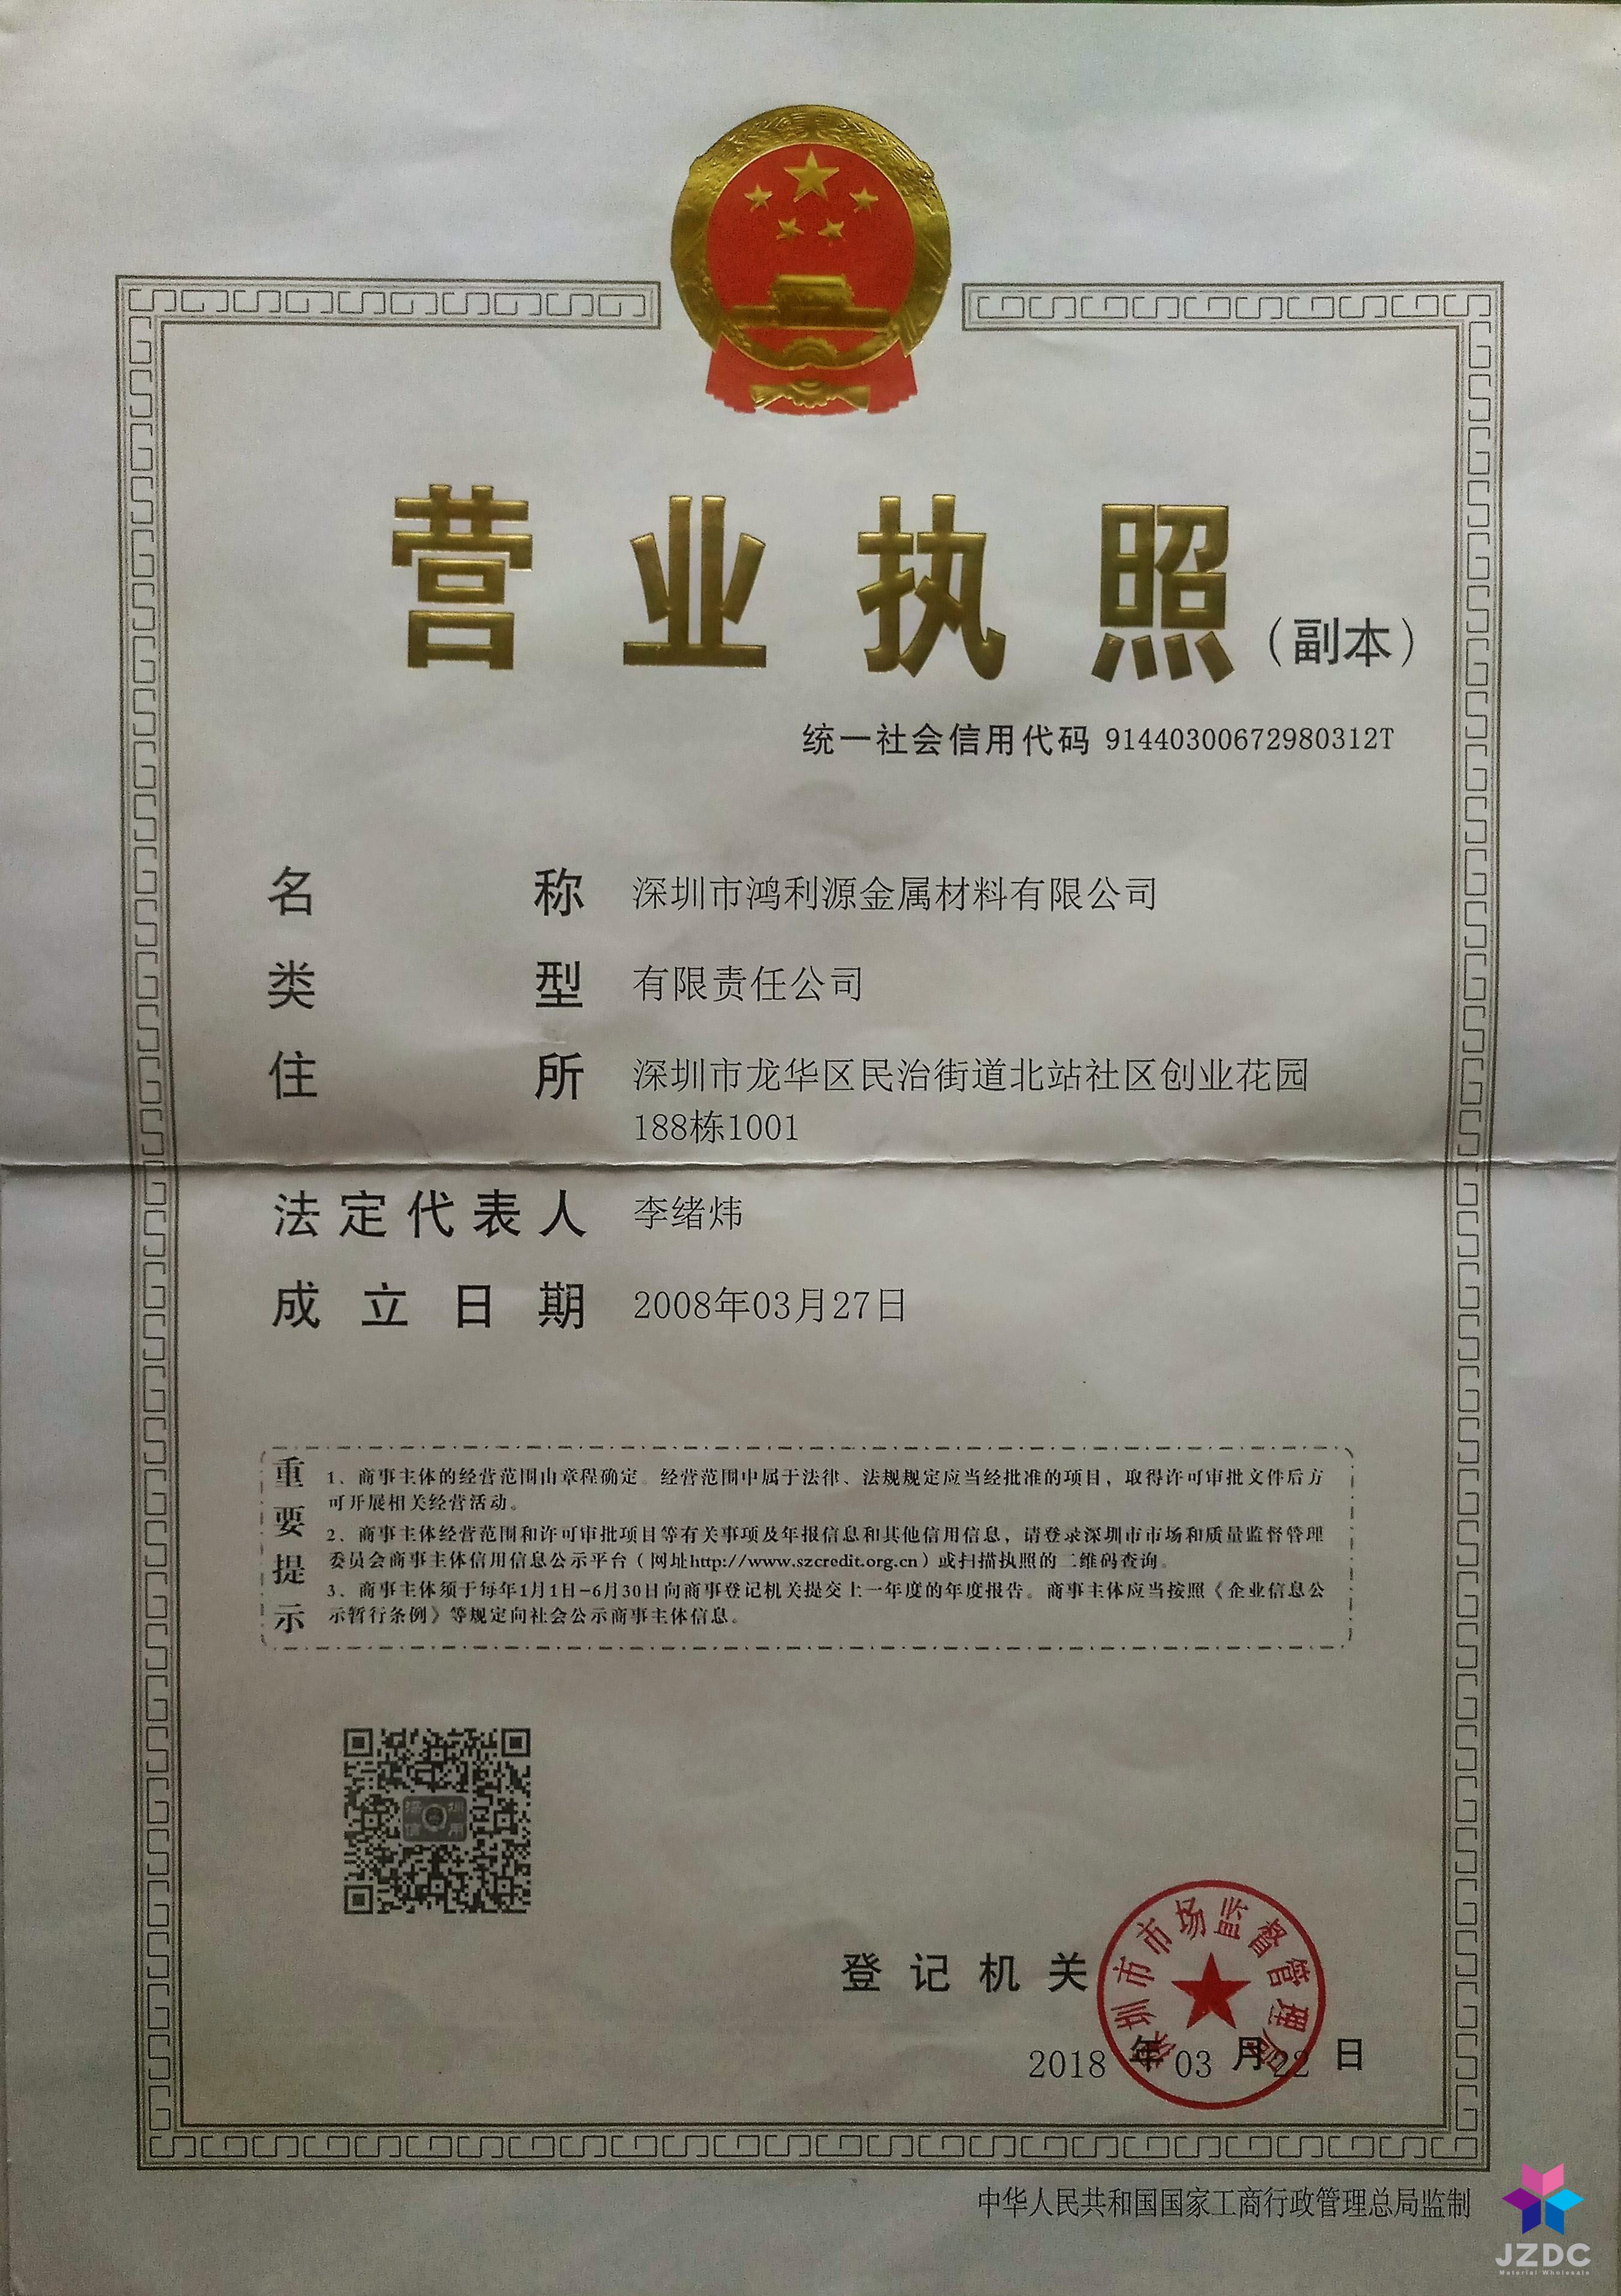 营业执照（副本）
统一社会信用代码 91440300672980312T
名称 深圳市鸿利源金属材料有限公司
类型 有限责任公司
住所 深圳市龙华区民治街道北站社区创业花园
188栋1001
法定代表人 李绪炜
成立日期 2008年03月27日
重要提示
1、商事主体的经营范围由章程确定。经营范围中属于法律、法规规定应当经批准的项目，取得许可审批文件后方
可开展相关经营活动。
2、商事主体经营范围和许可审批项目等有关事项及年报信息和其他信用信息，请登录深圳市市场和质量监督管理
委员会商事主体信用信息公示平台（网址http://www.szcredit.org.cn）或扫描执照的二维码查询。
3、商事主体须于每年1月1日-6月30日向商事登记机关提交上一年度的年度报告。商事主体应当按照《企业信息公
示暂行条例》等规定向社会公示商事主体信息。
深圳信用
登记机关
深圳市市场监督管理局
2018年03月22日
中华人民共和国国家工商行政管理总局监制
JZDC
Material Wholesale